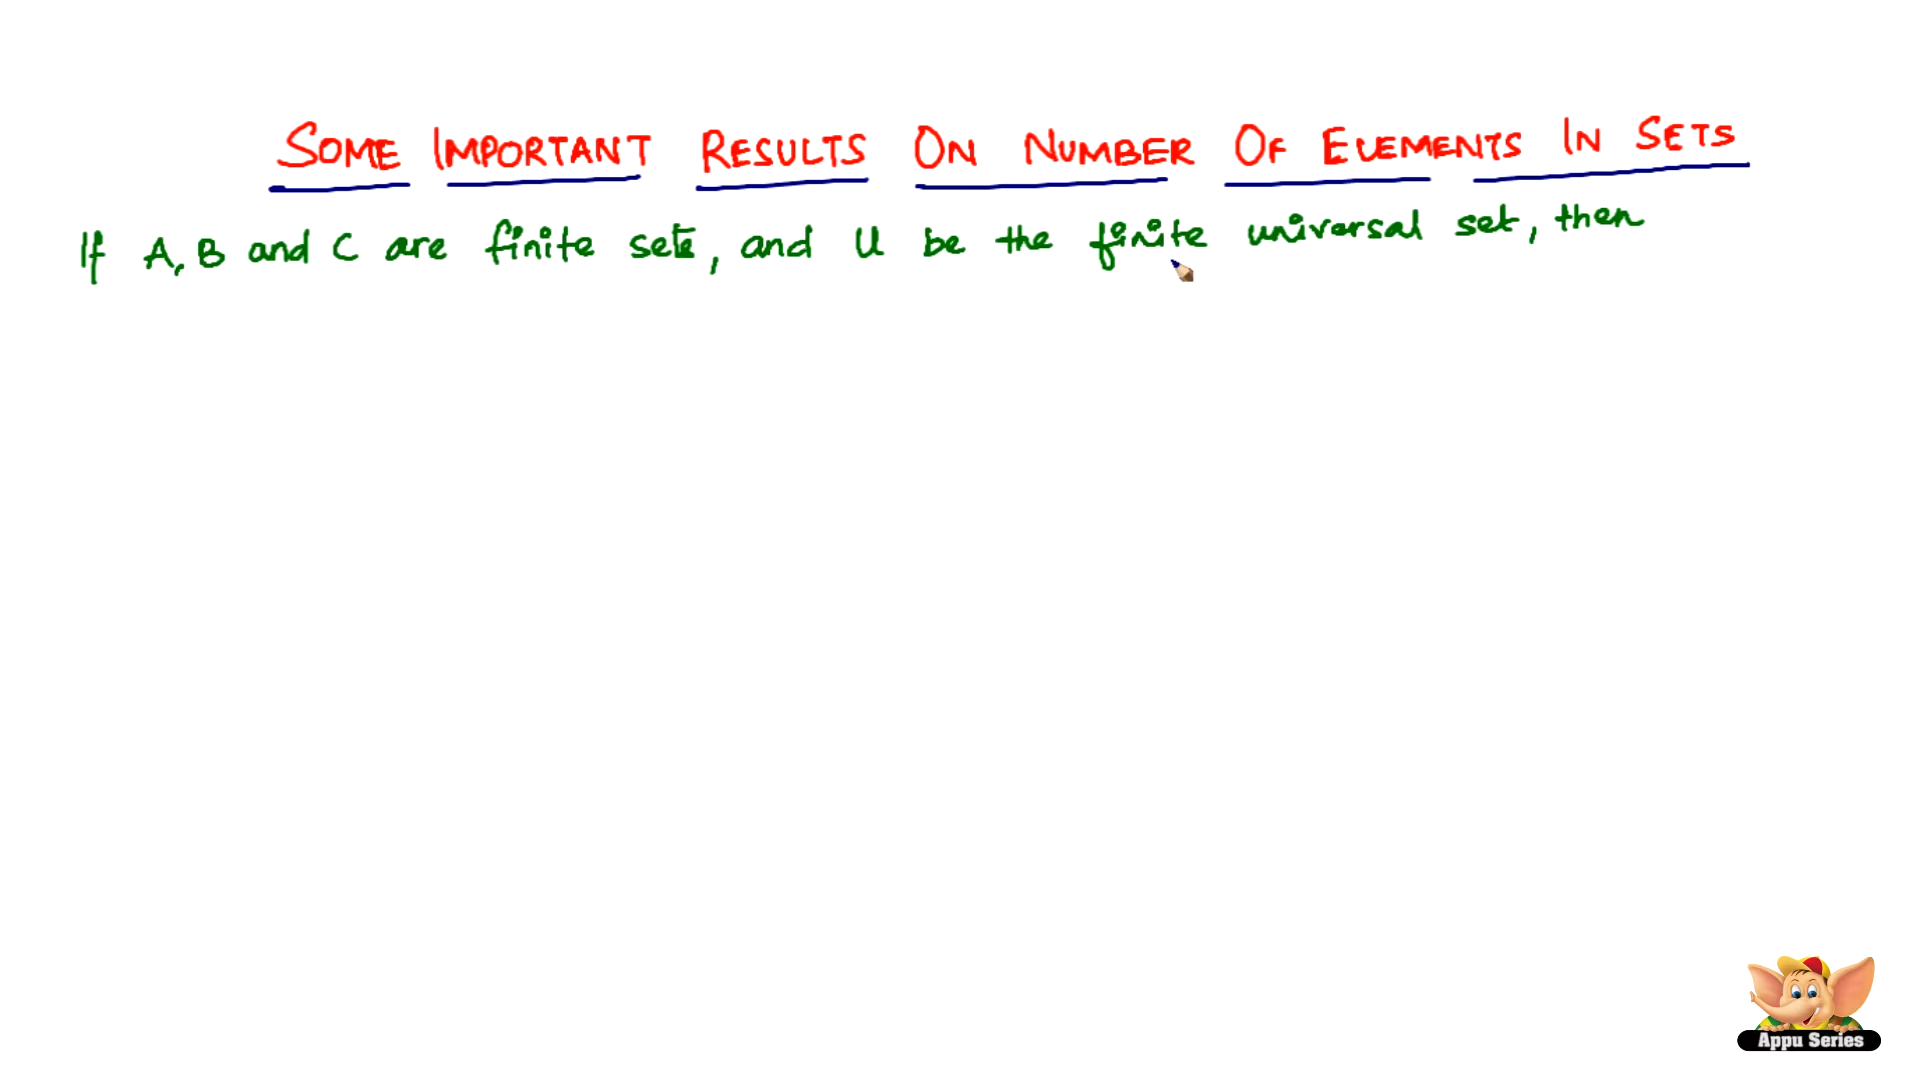 SOME IMPORTANT RESULTS ON NUMBER OF ELEMENTS IN SETS
If A, B and C are finite sets, and U be the finite universal set, then
Appu Series